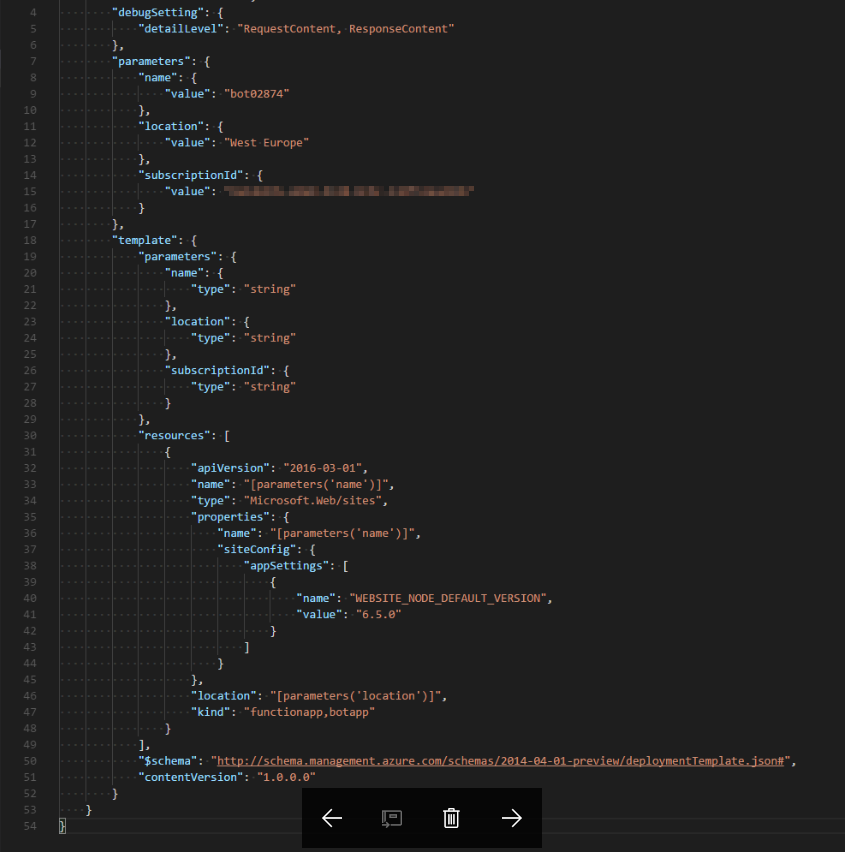 4 "debugSetting": {
5 "detailLevel": "RequestContent, ResponseContent"
6 },
7 "parameters": {
8 "name": {
9 "value": "bot02874"
10 },
11 "location": {
12 "value": "West Europe"
13 },
14 "subscriptionId": {
15 "value":
16 }
17 },
18 "template": {
19 "parameters": {
20 "name": {
21 "type": "string"
22 },
23 "location": {
24 "type": "string"
25 },
26 "subscriptionId": {
27 "type": "string"
28 }
29 },
30 "resources": [
31 {
32 "apiVersion": "2016-03-01",
33 "name": "[parameters('name')]",
34 "type": "Microsoft.Web/sites",
35 "properties": {
36 "name": "[parameters('name')]",
37 "siteConfig": {
38 "appSettings": [
39 {
40 "name": "WEBSITE_NODE_DEFAULT_VERSION",
41 "value": "6.5.0"
42 }
43 ]
44 }
45 },
46 "location": "[parameters('location')]",
47 "kind": "functionapp,botapp"
48 }
49 ],
50 "$schema": "http://schema.management.azure.com/schemas/2014-04-01-preview/deploymentTemplate.json#",
51 "contentVersion": "1.0.0.0"
52 }
53 }
54 }